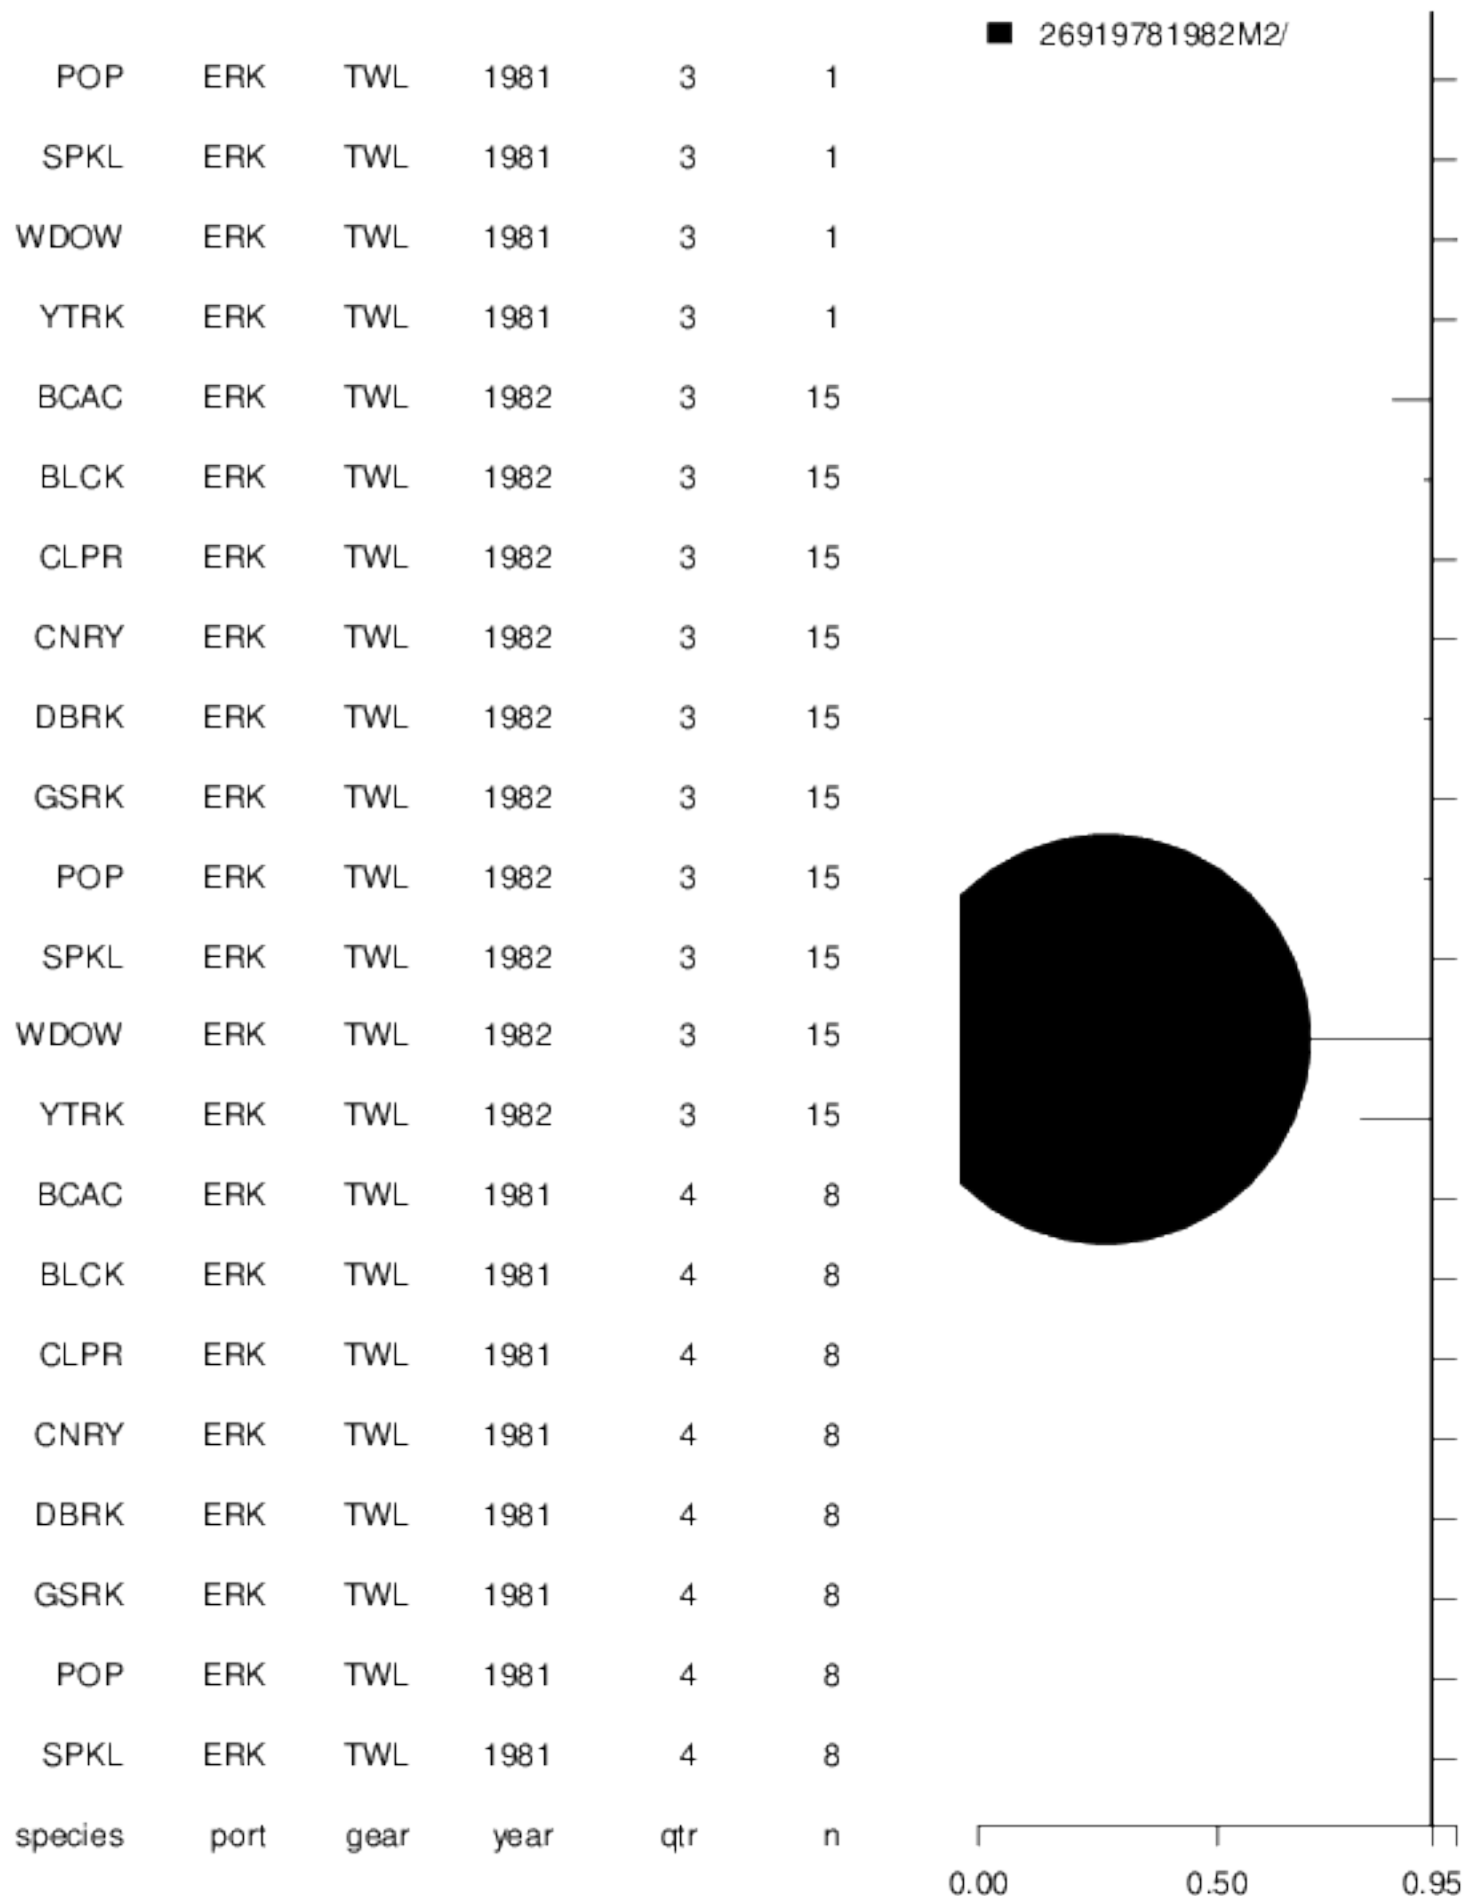 26919781982M2/
POP ERK TWL 1981 3 1
SPKL ERK TWL 1981 3 1
WDOW ERK TWL 1981 3 1
YTRK ERK TWL 1981 3 1
BCAC ERK TWL 1982 3 15
BLCK ERK TWL 1982 3 15
CLPR ERK TWL 1982 3 15
CNRY ERK TWL 1982 3 15
DBRK ERK TWL 1982 3 15
GSRK ERK TWL 1982 3 15
POP ERK TWL 1982 3 15
SPKL ERK TWL 1982 3 15
WDOW ERK TWL 1982 3 15
YTRK ERK TWL 1982 3 15
BCAC ERK TWL 1981 4 8
BLCK ERK TWL 1981 4 8
CLPR ERK TWL 1981 4 8
CNRY ERK TWL 1981 4 8
DBRK ERK TWL 1981 4 8
GSRK ERK TWL 1981 4 8
POP ERK TWL 1981 4 8
SPKL ERK TWL 1981 4 8
species port gear year qtr n
0.00 0.50 0.95